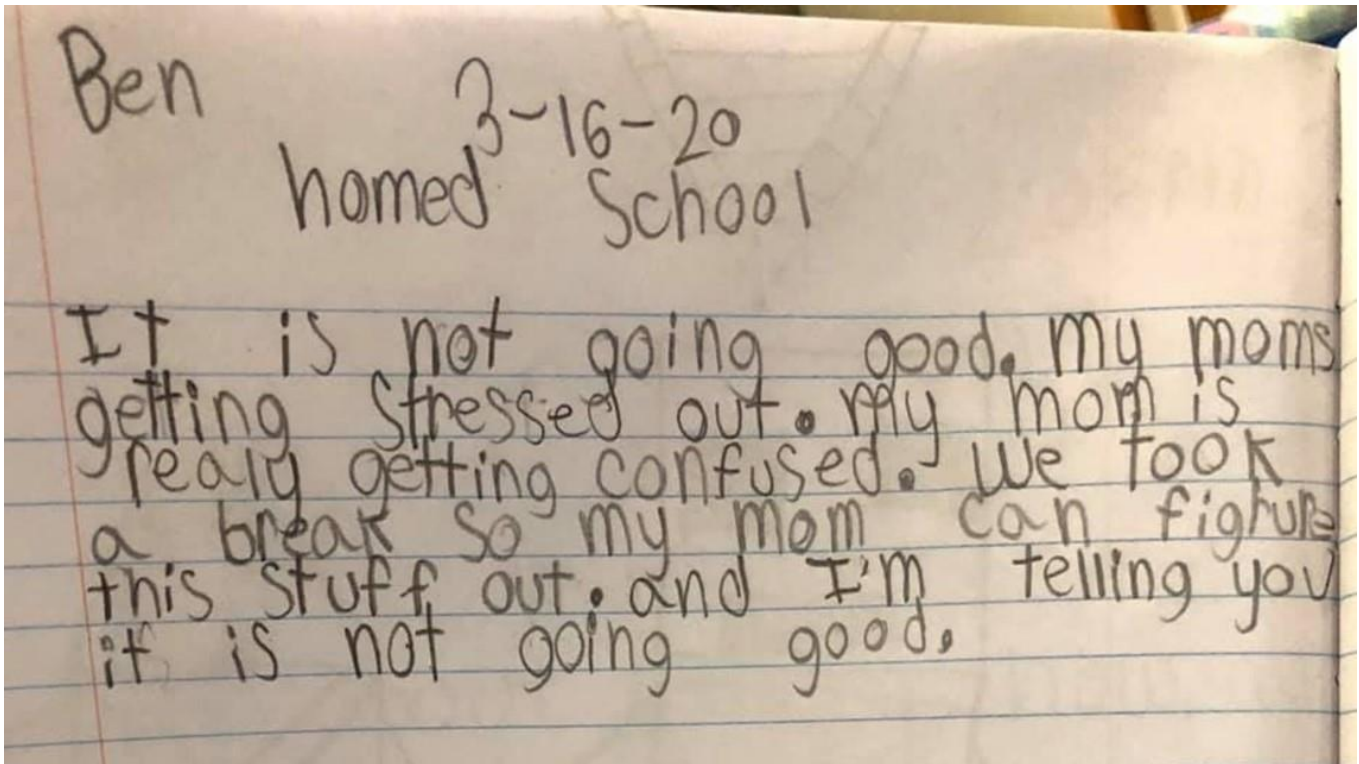 Ben
3-16-20
homed School
It is not going good. my moms
getting stressed out. My mom is
realy getting confused. We took
a break so my mom can fighure
this stuff out. and I'm telling you
it is not going good.